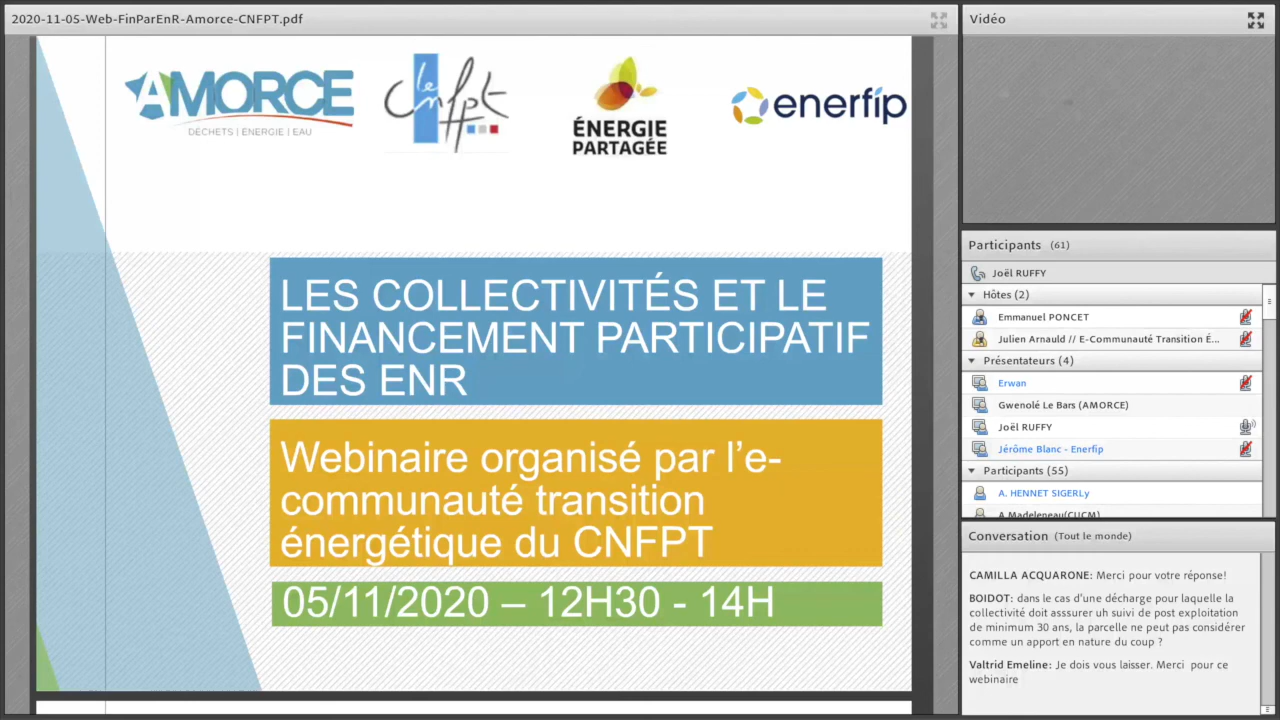 2020-11-05-Web-FinParEnR-Amorce-CNFPT.pdf
AMORCE
DÉCHETS | ENERGIE | EAU
le cnfpt
ÉNERGIE
PARTAGÉE
enerfip
LES COLLECTIVITÉS ET LE
FINANCEMENT PARTICIPATIF
DES ENR
Webinaire organisé par l’e-
communauté transition
énergétique du CNFPT
05/11/2020 – 12H30 - 14H
Vidéo
Participants (61)
Joël RUFFY
Hôtes (2)
Emmanuel PONCET
Julien Arnauld // E-Communauté Transition É...
Présentateurs (4)
Erwan
Gwenolé Le Bars (AMORCE)
Joël RUFFY
Jérôme Blanc - Enerfip
Participants (55)
A. HENNET SIGERLy
A Madeleneau(CUCM)
Conversation (Tout le monde)
CAMILLA ACQUARONE: Merci pour votre réponse!
BOIDOT: dans le cas d'une décharge pour laquelle la
collectivité doit asssurer uh suivi de post exploitation
de minimum 30 ans, la parcelle ne peut pas considérer
comme un apport en nature du coup ?
Valtrid Emeline: Je dois vous laisser. Merci pour ce
webinaire